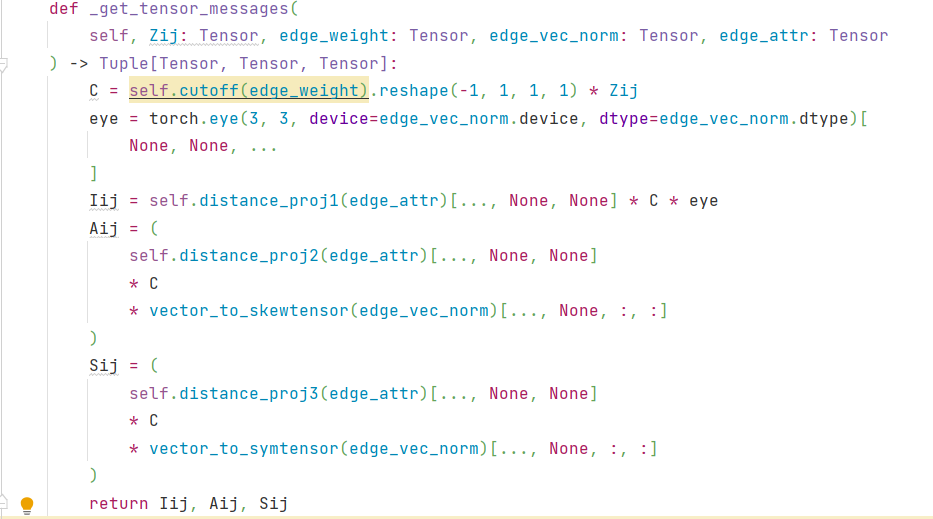 def _get_tensor_messages(
    self, Zij: Tensor, edge_weight: Tensor, edge_vec_norm: Tensor, edge_attr: Tensor
) -> Tuple[Tensor, Tensor, Tensor]:
    C = self.cutoff(edge_weight).reshape(-1, 1, 1, 1) * Zij
    eye = torch.eye(3, 3, device=edge_vec_norm.device, dtype=edge_vec_norm.dtype)[
        None, None, ...
    ]
    Iij = self.distance_proj1(edge_attr)[..., None, None] * C * eye
    Aij = (
        self.distance_proj2(edge_attr)[..., None, None]
        * C
        * vector_to_skewtensor(edge_vec_norm)[..., None, :, :]
    )
    Sij = (
        self.distance_proj3(edge_attr)[..., None, None]
        * C
        * vector_to_symtensor(edge_vec_norm)[..., None, :, :]
    )
    return Iij, Aij, Sij